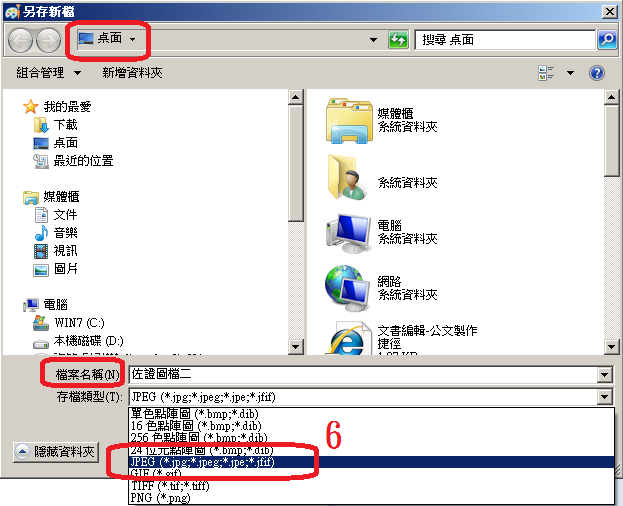 另存新檔
桌面
搜尋 桌面
組合管理
新增資料夾
我的最愛
下載
桌面
最近的位置
媒體櫃
文件
音樂
視訊
圖片
電腦
WIN7 (C:)
本機磁碟 (D:)
媒體櫃
系統資料夾
系統資料夾
電腦
系統資料夾
網路
系統資料夾
文書編輯-公文製作
捷徑
檔案名稱(N)
佐證圖檔二
存檔類型(T):
JPEG (*.jpg;*.jpeg;*.jpe;*.jfif)
單色點陣圖 (*.bmp;*.dib)
16 色點陣圖 (*.bmp;*.dib)
256 色點陣圖 (*.bmp;*.dib)
24 位元點陣圖 (*.bmp;*.dib)
JPEG (*.jpg;*.jpeg;*.jpe;*.jfif)
GIF (*.gif)
TIFF (*.tif;*.tiff)
PNG (*.png)
6
隱藏資料夾